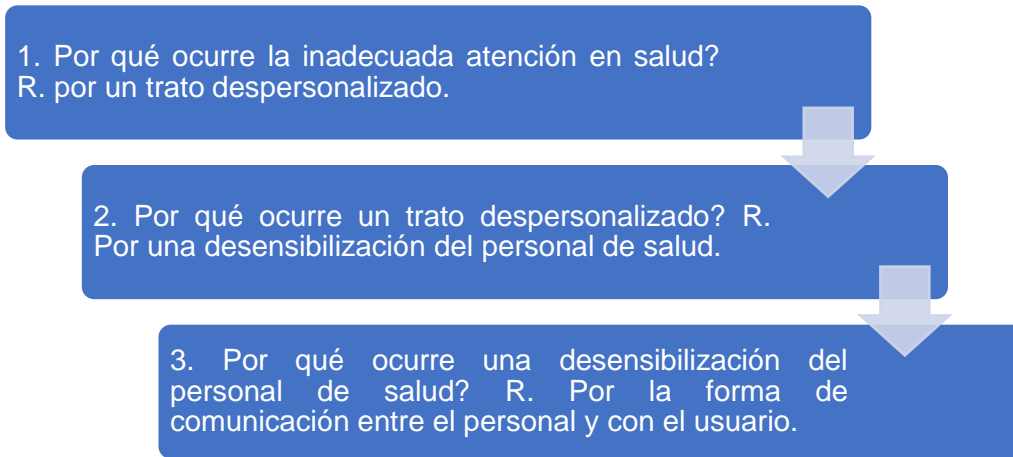 1. Por qué ocurre la inadecuada atención en salud?
R. por un trato despersonalizado.
2. Por qué ocurre un trato despersonalizado? R.
Por una desensibilización del personal de salud.
3. Por qué ocurre una desensibilización del
personal de salud? R. Por la forma de
comunicación entre el personal y con el usuario.